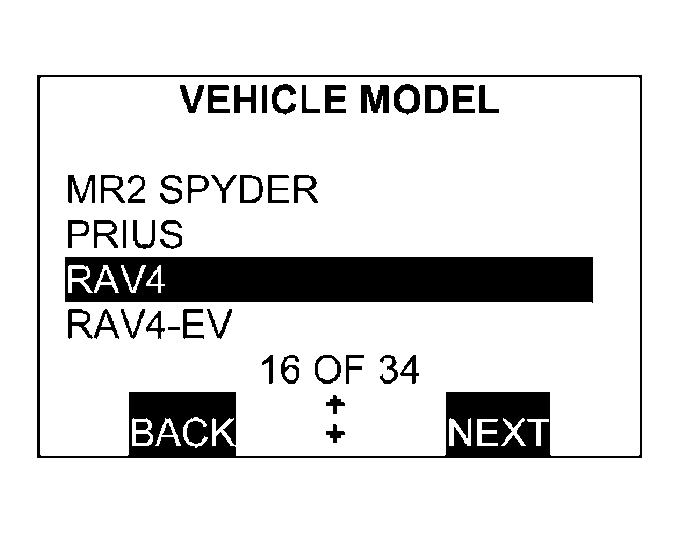 VEHICLE MODEL
MR2 SPYDER
PRIUS
RAV4
RAV4-EV
16 OF 34
BACK
NEXT